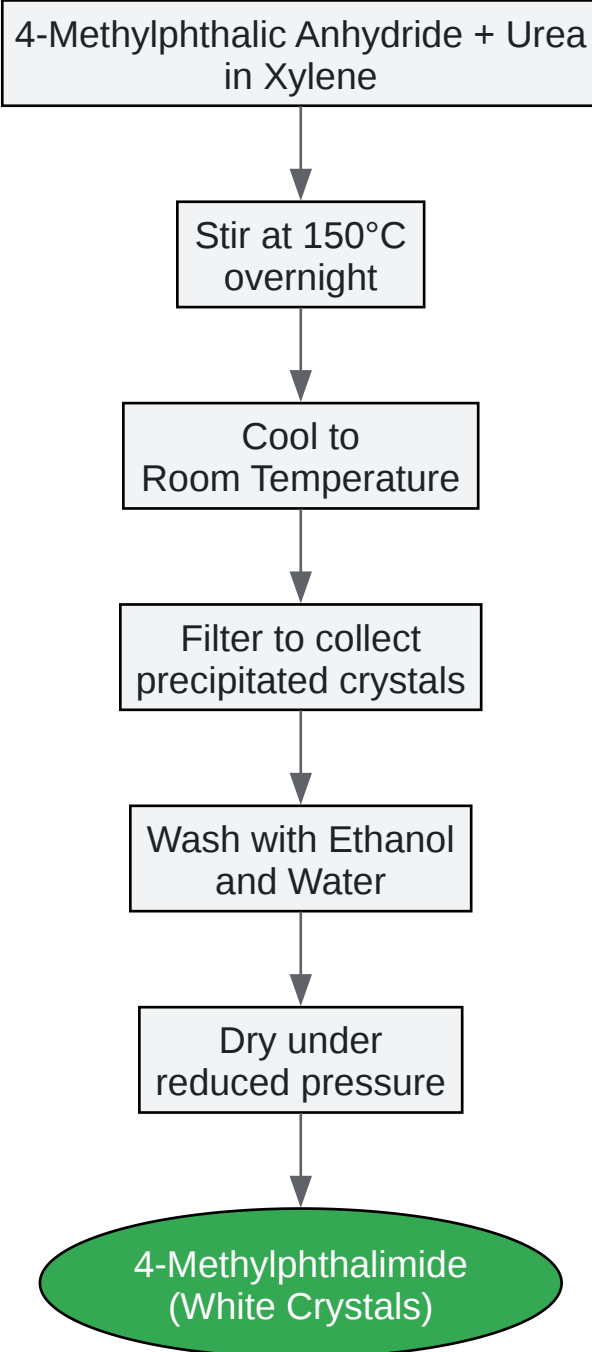 4-Methylphthalic Anhydride + Urea
in Xylene
Stir at 150°C
overnight
Cool to
Room Temperature
Filter to collect
precipitated crystals
Wash with Ethanol
and Water
Dry under
reduced pressure
4-Methylphthalimide
(White Crystals)